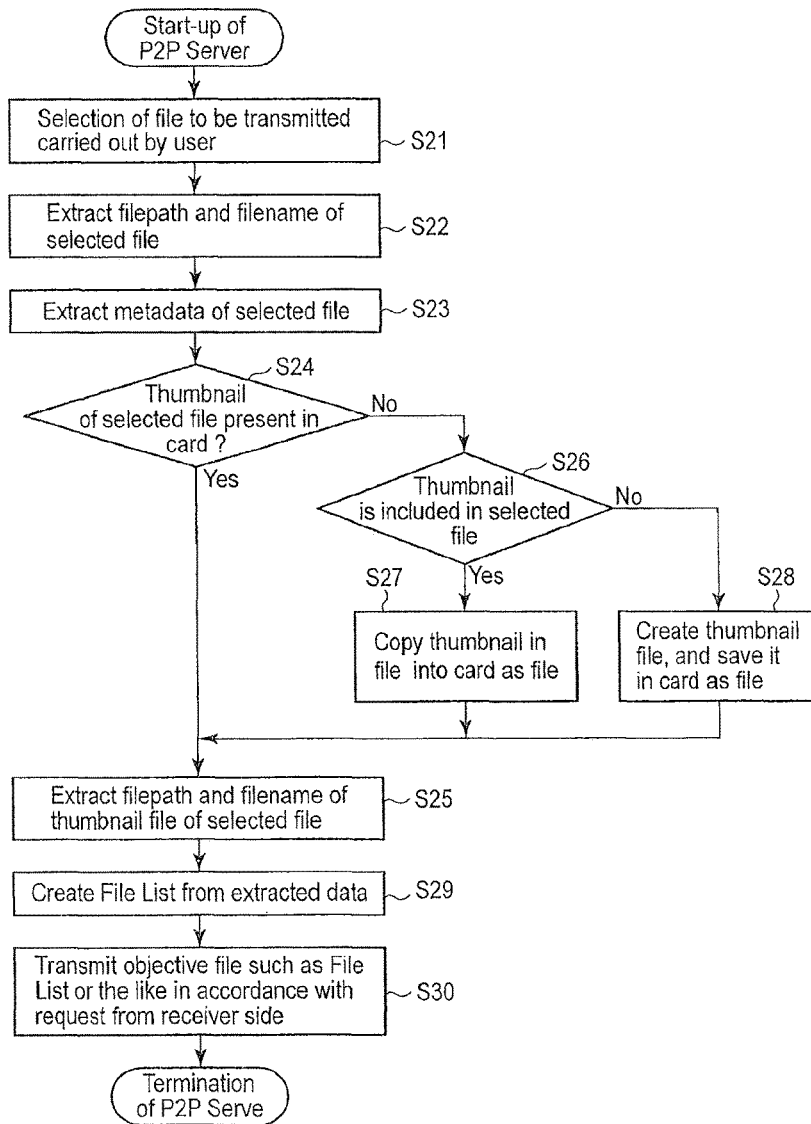 Start-up of
P2P Server
Selection of file to be transmitted
carried out by user
S21
Extract filepath and filename of
selected file
S22
Extract metadata of selected file
S23
S24
Thumbnail
of selected file present in
card ?
No
Yes
S26
Thumbnail
is included in selected
file
No
Yes
S27
Copy thumbnail in
file into card as file
S28
Create thumbnail
file, and save it
in card as file
Extract filepath and filename of
thumbnail file of selected file
S25
Create File List from extracted data
S29
Transmit objective file such as File
List or the like in accordance with
request from receiver side
S30
Termination
of P2P Serve